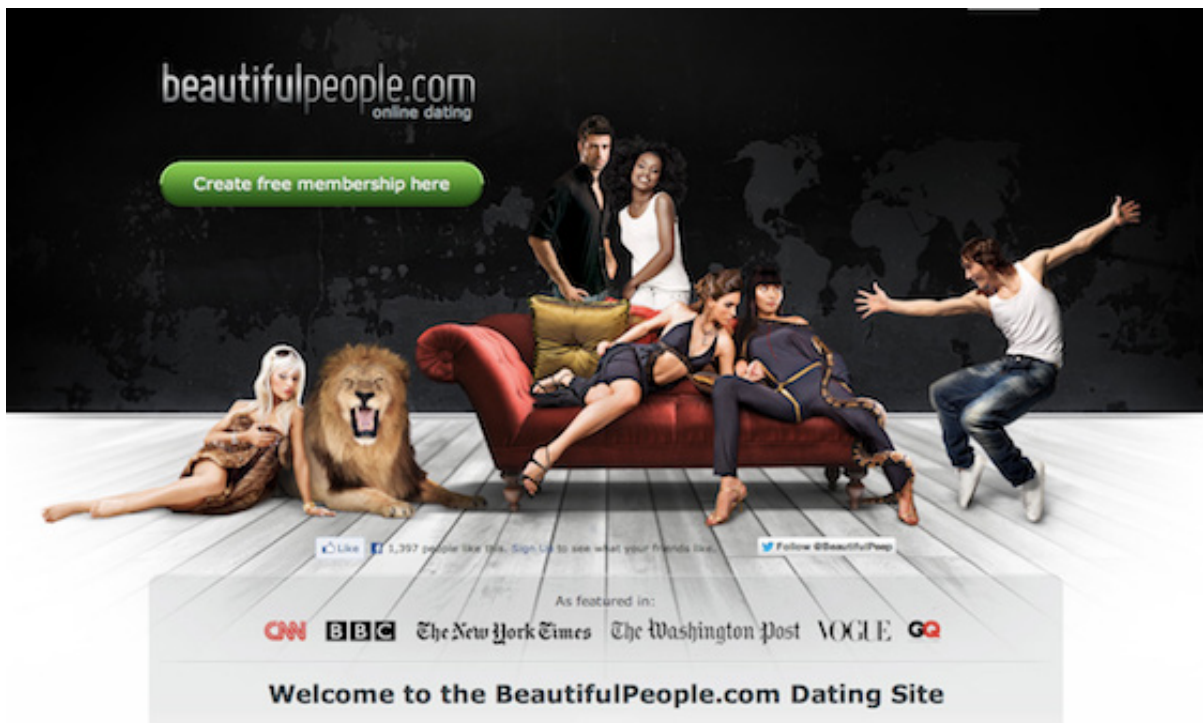 beautifulpeople.com
online dating
Create free membership here
Like 1,397 people like this. Sign Up to see what your friends like.
Follow @BeautifulPeep
As featured in:
CNN BBC The New York Times The Washington Post VOGUE GQ
Welcome to the BeautifulPeople.com Dating Site